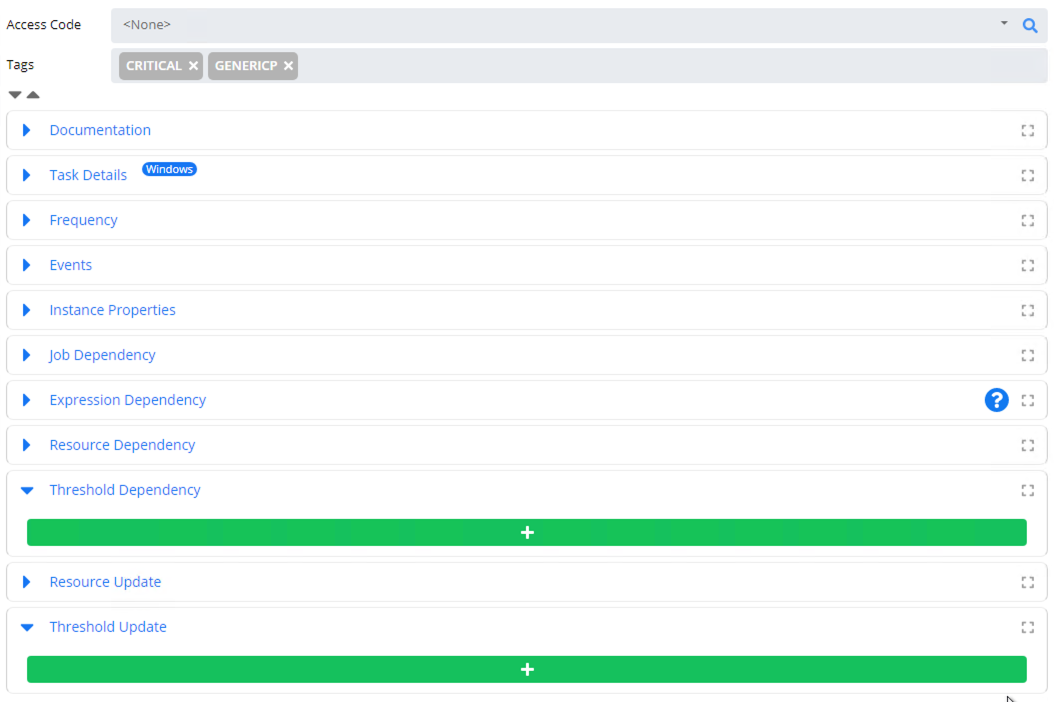 Access Code <None>
Tags CRITICAL × GENERICP ×
Documentation
Task Details Windows
Frequency
Events
Instance Properties
Job Dependency
Expression Dependency ?
Resource Dependency
Threshold Dependency
+
Resource Update
Threshold Update
+